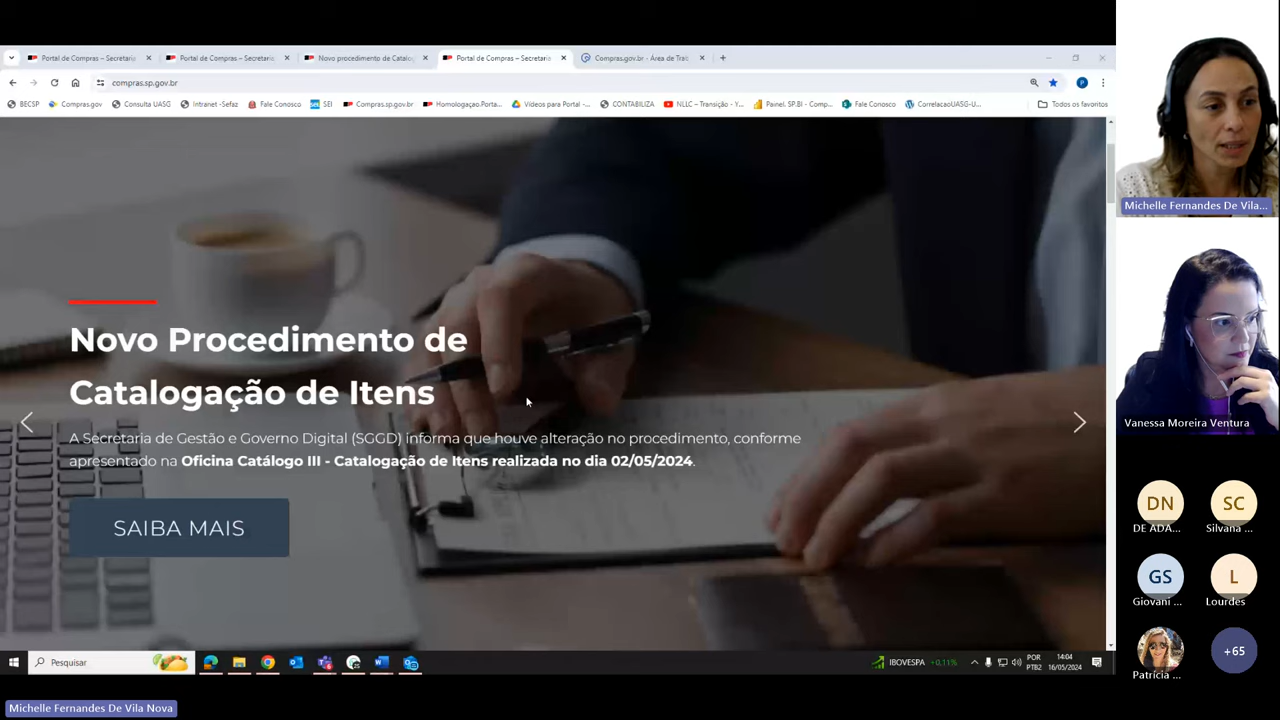 Portal de Compras – Secretaria
Portal de Compras – Secretaria
Novo procedimento de Catalog
Portal de Compras – Secretaria
Compras.gov.br - Área de Trab
compras.sp.gov.br
BECSP
Compras.gov
Consulta UASG
Intranet -Sefaz
Fale Conosco
SEI
Compras.sp.gov.br
Homologaçao.Porta...
Vídeos para Portal -...
CONTABILIZA
NLLC – Transição - Y...
Painel, SP.BI - Comp...
Fale Conosco
CorrelacaoUASG-U...
Todos os favoritos
Novo Procedimento de
Catalogação de Itens
A Secretaria de Gestão e Governo Digital (SGGD) informa que houve alteração no procedimento, conforme
apresentado na Oficina Catálogo III - Catalogação de Itens realizada no dia 02/05/2024.
SAIBA MAIS
Pesquisar
IBOVESPA +0,11%
POR
PTB2
14:04
16/05/2024
Michelle Fernandes De Vila Nova
Michelle Fernandes De Vila...
Vanessa Moreira Ventura
DN
DE ADA...
SC
Silvana ...
GS
Giovani ...
L
Lourdes
Patrícia ...
+65